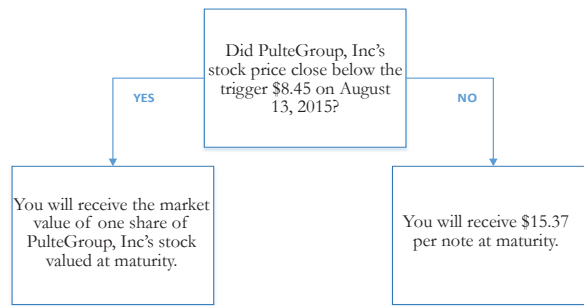 Did PulteGroup, Inc's
stock price close below the
trigger $8.45 on August
13, 2015?
YES
NO
You will receive the market
value of one share of
PulteGroup, Inc's stock
valued at maturity.
You will receive $15.37
per note at maturity.